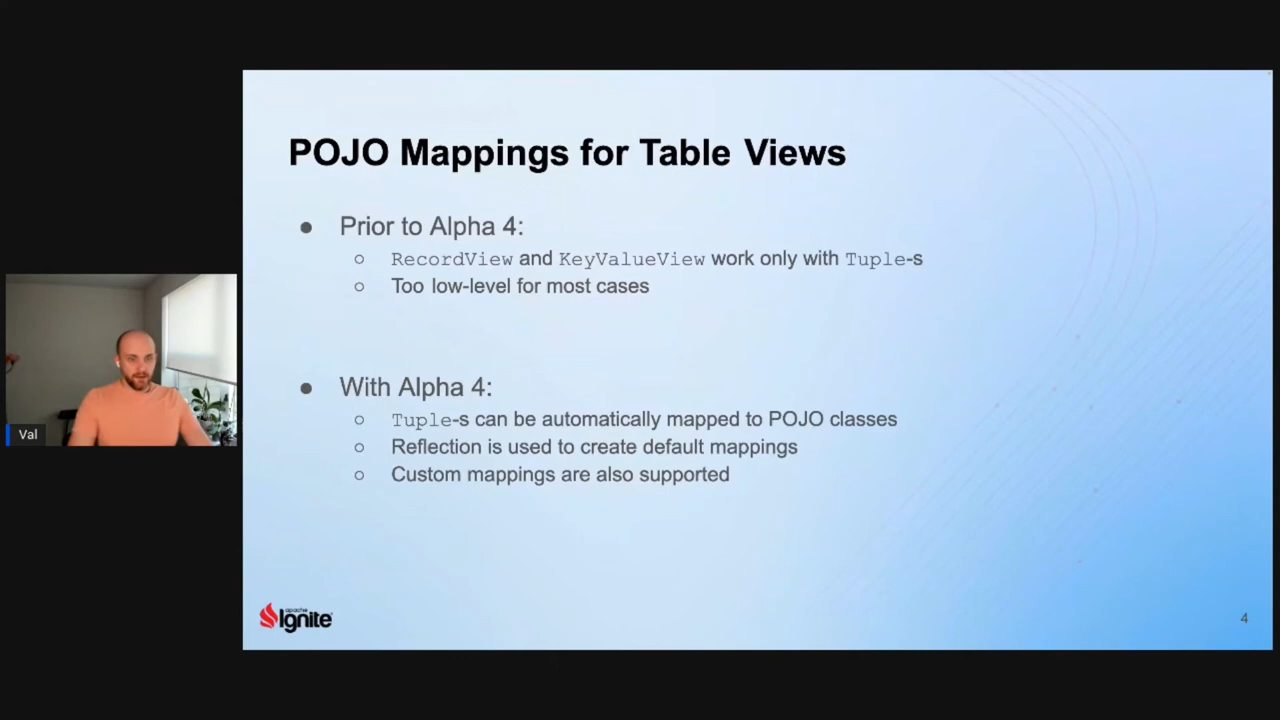 POJO Mappings for Table Views
● Prior to Alpha 4:
○ RecordView and KeyValueView work only with Tuple-s
○ Too low-level for most cases
● With Alpha 4:
○ Tuple-s can be automatically mapped to POJO classes
○ Reflection is used to create default mappings
○ Custom mappings are also supported
Val
APACHE
Ignite
4